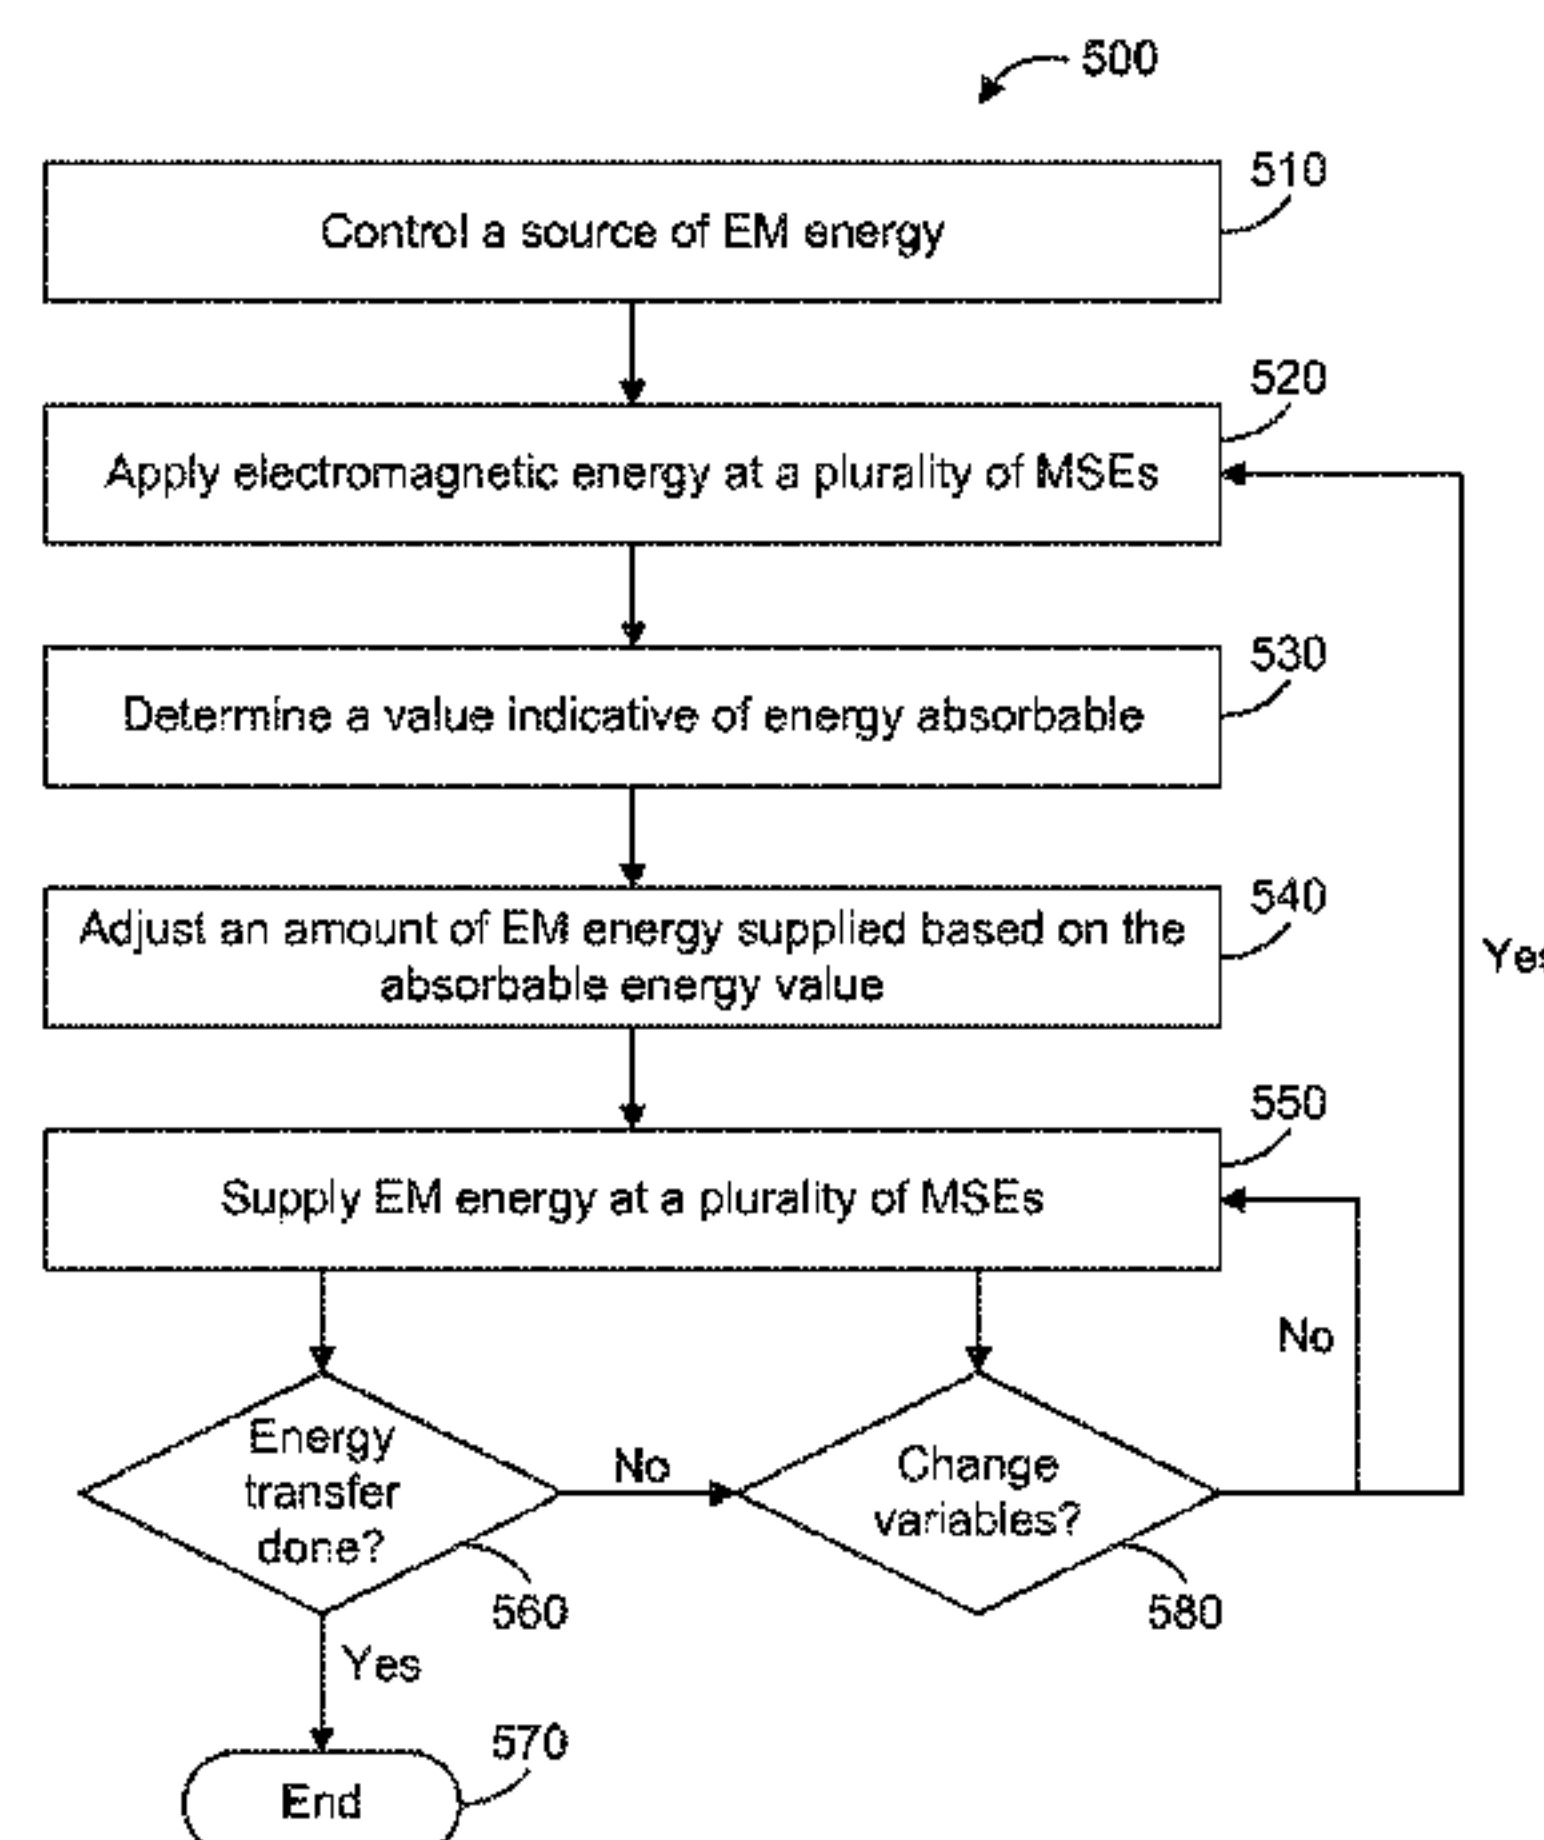 500
510
Control a source of EM energy
520
Apply electromagnetic energy at a plurality of MSEs
530
Determine a value indicative of energy absorbable
540
Adjust an amount of EM energy supplied based on the
absorbable energy value
Yes
550
Supply EM energy at a plurality of MSEs
No
Energy
transfer
done?
No
Change
variables?
560
580
Yes
570
End